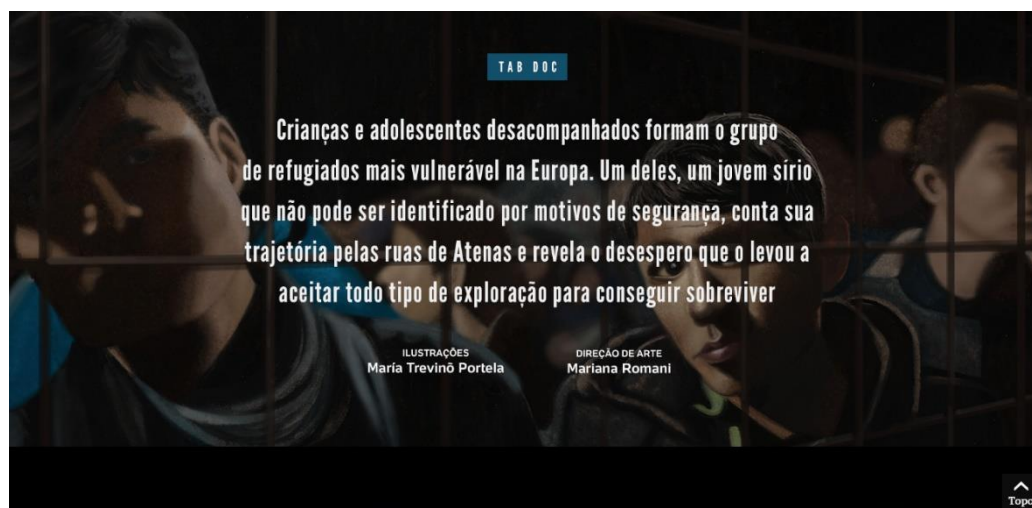 TAB DOC
Crianças e adolescentes desacompanhados formam o grupo
de refugiados mais vulnerável na Europa. Um deles, um jovem sírio
que não pode ser identificado por motivos de segurança, conta sua
trajetória pelas ruas de Atenas e revela o desespero que o levou a
aceitar todo tipo de exploração para conseguir sobreviver
ILUSTRAÇÕES
María Trevinõ Portela
DIREÇÃO DE ARTE
Mariana Romani
Topo